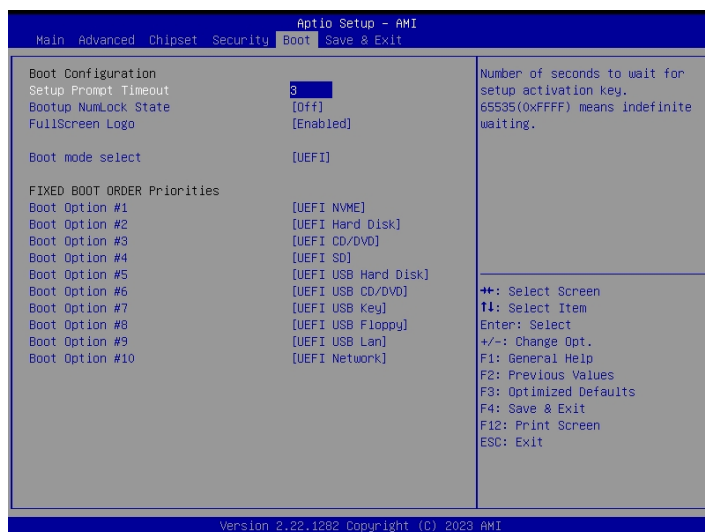 Aptio Setup – AMI
Main Advanced Chipset Security Boot Save & Exit
Boot Configuration
Setup Prompt Timeout 3
Bootup NumLock State [Off]
FullScreen Logo [Enabled]
Boot mode select [UEFI]
FIXED BOOT ORDER Priorities
Boot Option #1 [UEFI NVME]
Boot Option #2 [UEFI Hard Disk]
Boot Option #3 [UEFI CD/DVD]
Boot Option #4 [UEFI SD]
Boot Option #5 [UEFI USB Hard Disk]
Boot Option #6 [UEFI USB CD/DVD]
Boot Option #7 [UEFI USB Key]
Boot Option #8 [UEFI USB Floppy]
Boot Option #9 [UEFI USB Lan]
Boot Option #10 [UEFI Network]
Number of seconds to wait for
setup activation key.
65535(0xFFFF) means indefinite
waiting.
→←: Select Screen
↑↓: Select Item
Enter: Select
+/-: Change Opt.
F1: General Help
F2: Previous Values
F3: Optimized Defaults
F4: Save & Exit
F12: Print Screen
ESC: Exit
Version 2.22.1282 Copyright (C) 2023 AMI